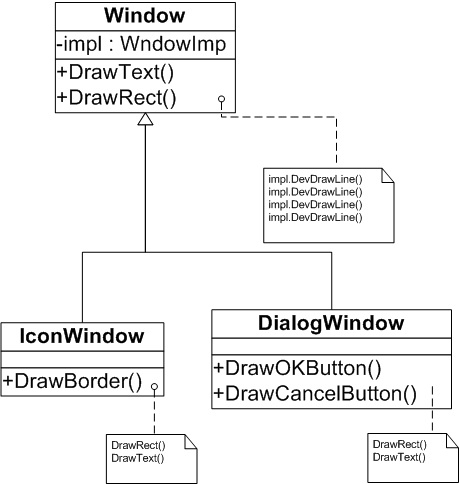 Window
-impl : WndowImp
+DrawText()
+DrawRect()
impl.DevDrawLine()
impl.DevDrawLine()
impl.DevDrawLine()
impl.DevDrawLine()
IconWindow
+DrawBorder()
DrawRect()
DrawText()
DialogWindow
+DrawOKButton()
+DrawCancelButton()
DrawRect()
DrawText()